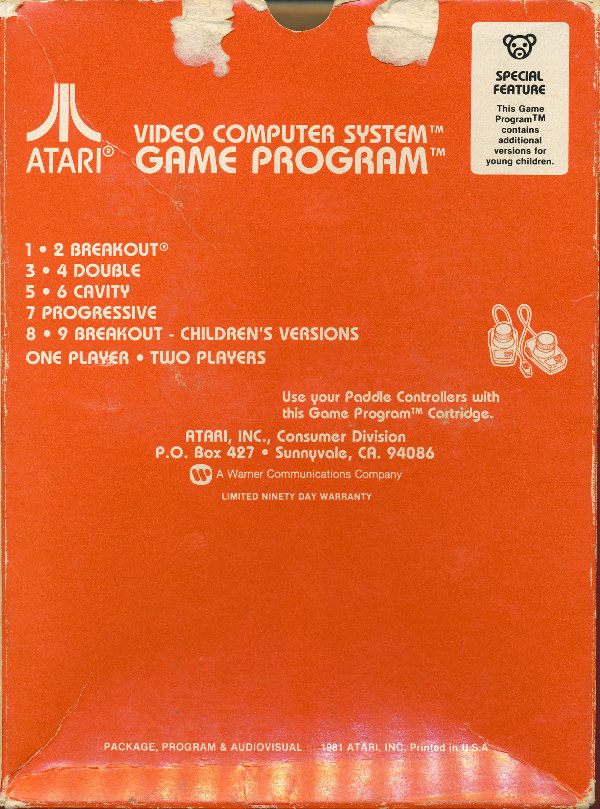 SPECIAL
FEATURE
This Game
Program™
contains
additional
versions for
young children.
ATARI®
VIDEO COMPUTER SYSTEM™
GAME PROGRAM™
1 • 2 BREAKOUT®
3 • 4 DOUBLE
5 • 6 CAVITY
7 PROGRESSIVE
8 • 9 BREAKOUT - CHILDREN'S VERSIONS
ONE PLAYER • TWO PLAYERS
Use your Paddle Controllers with
this Game Program™ Cartridge.
ATARI, INC., Consumer Division
P.O. Box 427 • Sunnyvale, CA. 94086
A Warner Communications Company
LIMITED NINETY DAY WARRANTY
PACKAGE, PROGRAM & AUDIOVISUAL 1981 ATARI, INC. Printed in U.S.A.